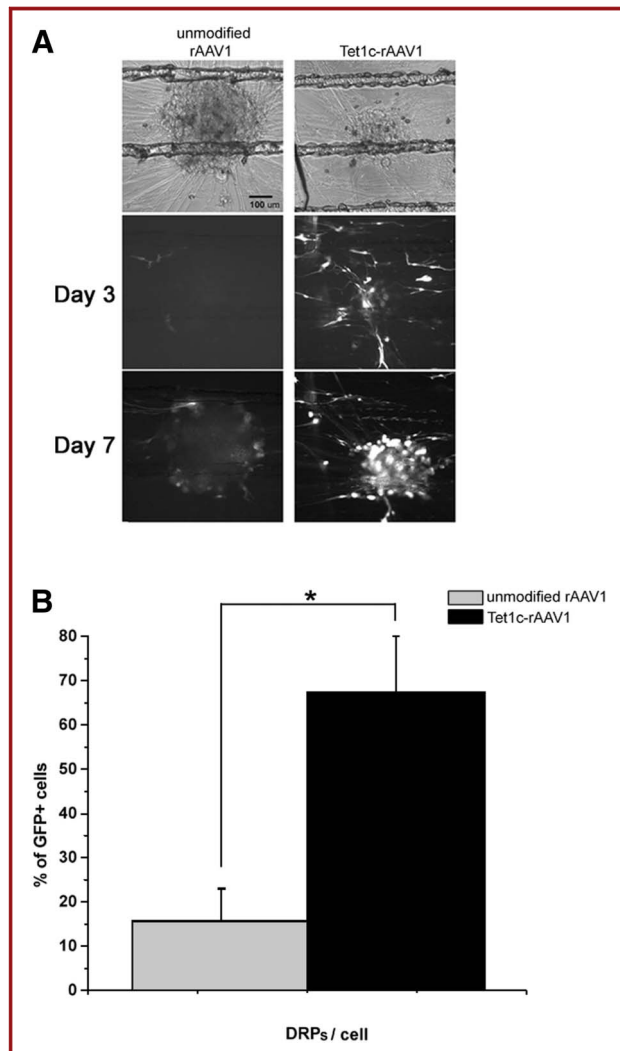 A
unmodified
rAAV1
Tet1c-rAAV1
100 um
Day 3
Day 7
B
unmodified rAAV1
Tet1c-rAAV1
*
80
70
60
50
40
30
20
10
0
% of GFP+ cells
DRPs / cell